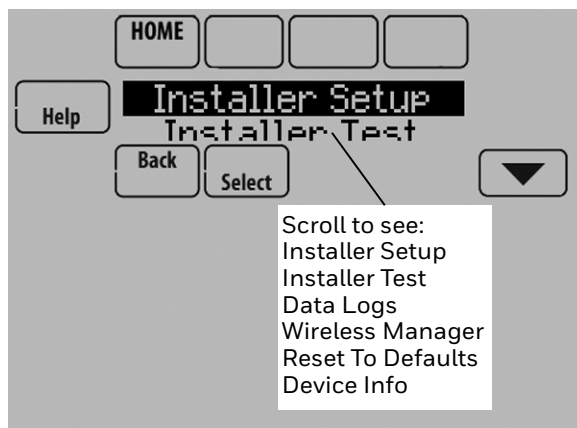 HOME
Help
Installer Setup
Installer Test
Back
Select
Scroll to see:
Installer Setup
Installer Test
Data Logs
Wireless Manager
Reset To Defaults
Device Info